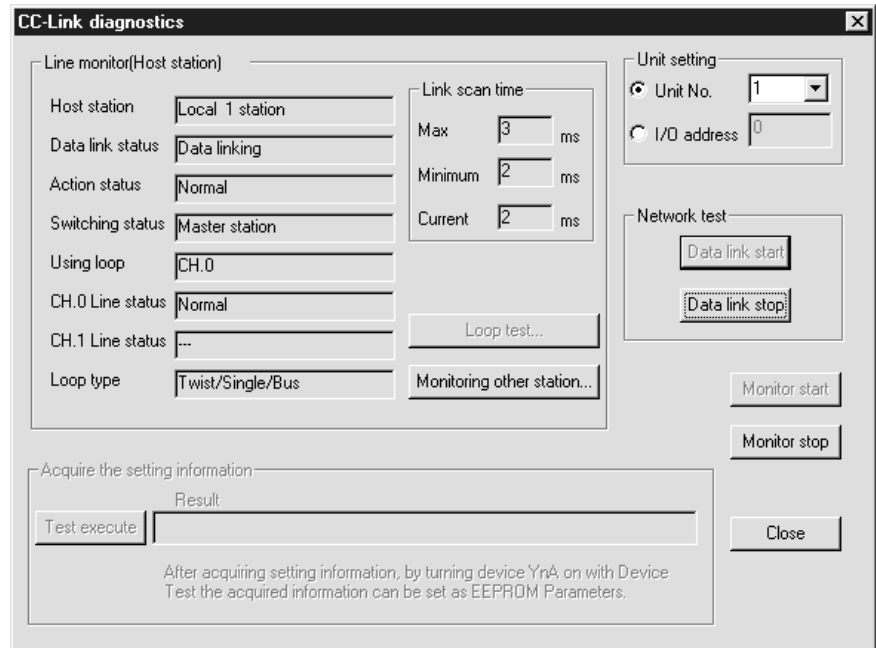 CC-Link diagnostics
Line monitor(Host station)
Host station Local 1 station
Data link status Data linking
Action status Normal
Switching status Master station
Using loop CH.0
CH.0 Line status Normal
CH.1 Line status ---
Loop type Twist/Single/Bus
Link scan time
Max 3 ms
Minimum 2 ms
Current 2 ms
Loop test...
Monitoring other station...
Unit setting
Unit No. 1
I/O address 0
Network test
Data link start
Data link stop
Monitor start
Monitor stop
Close
Acquire the setting information
Result
Test execute
After acquiring setting information, by turning device YnA on with Device
Test the acquired information can be set as EEPROM Parameters.